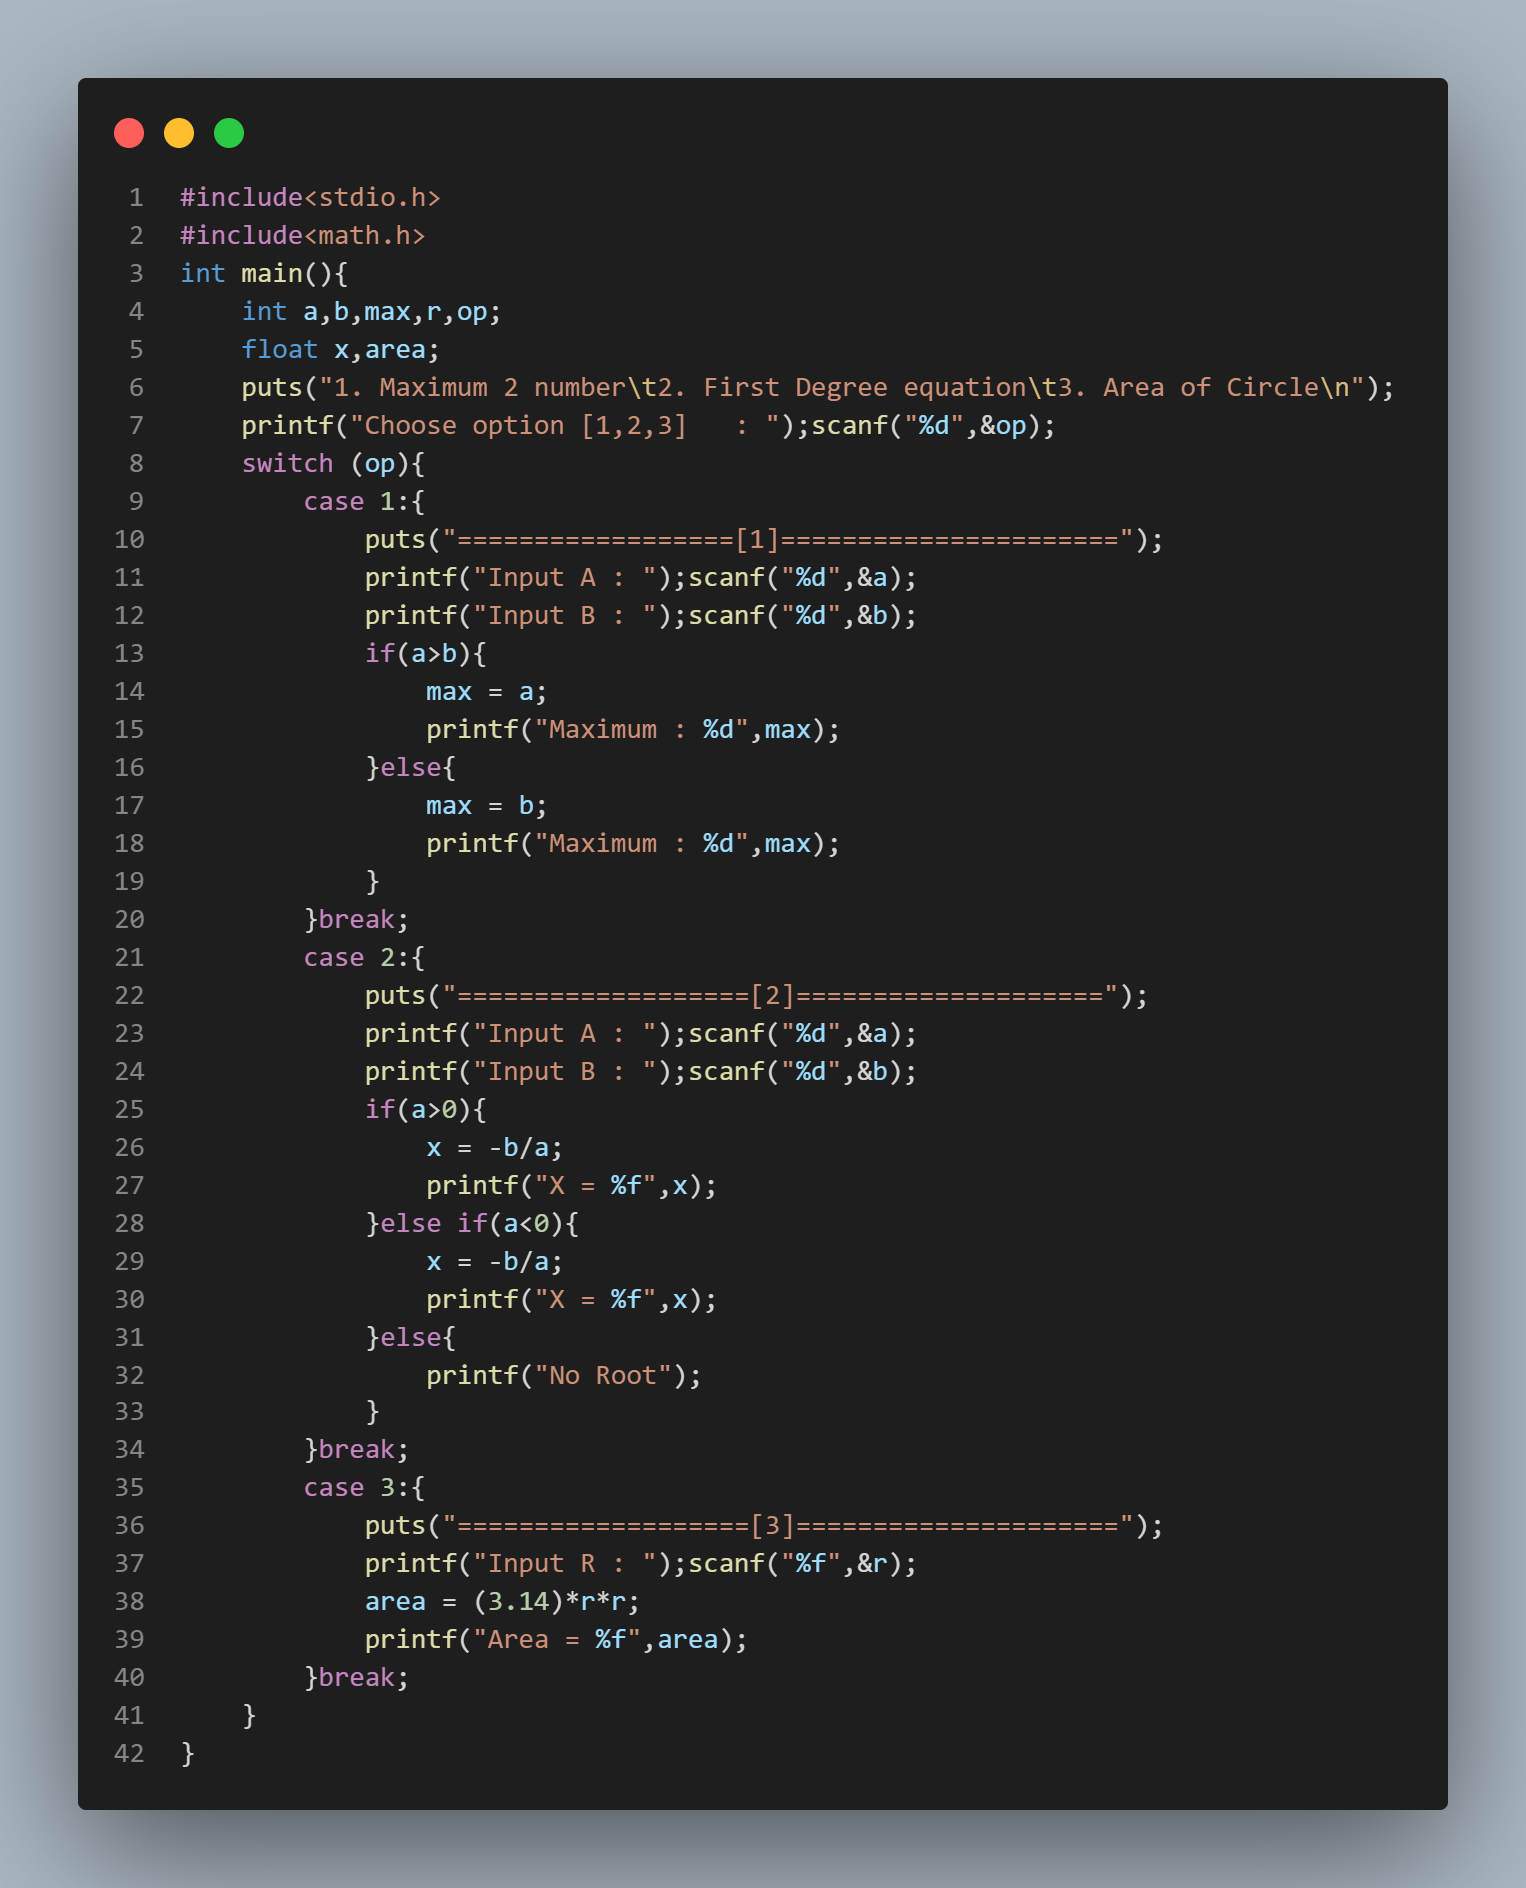 1 #include<stdio.h>
2 #include<math.h>
3 int main(){
4     int a,b,max,r,op;
5     float x,area;
6     puts("1. Maximum 2 number\t2. First Degree equation\t3. Area of Circle\n");
7     printf("Choose option [1,2,3]   : ");scanf("%d",&op);
8     switch (op){
9         case 1:{
10             puts("==================[1]======================");
11             printf("Input A : ");scanf("%d",&a);
12             printf("Input B : ");scanf("%d",&b);
13             if(a>b){
14                 max = a;
15                 printf("Maximum : %d",max);
16             }else{
17                 max = b;
18                 printf("Maximum : %d",max);
19             }
20         }break;
21         case 2:{
22             puts("===================[2]====================");
23             printf("Input A : ");scanf("%d",&a);
24             printf("Input B : ");scanf("%d",&b);
25             if(a>0){
26                 x = -b/a;
27                 printf("X = %f",x);
28             }else if(a<0){
29                 x = -b/a;
30                 printf("X = %f",x);
31             }else{
32                 printf("No Root");
33             }
34         }break;
35         case 3:{
36             puts("===================[3]=====================");
37             printf("Input R : ");scanf("%f",&r);
38             area = (3.14)*r*r;
39             printf("Area = %f",area);
40         }break;
41     }
42 }